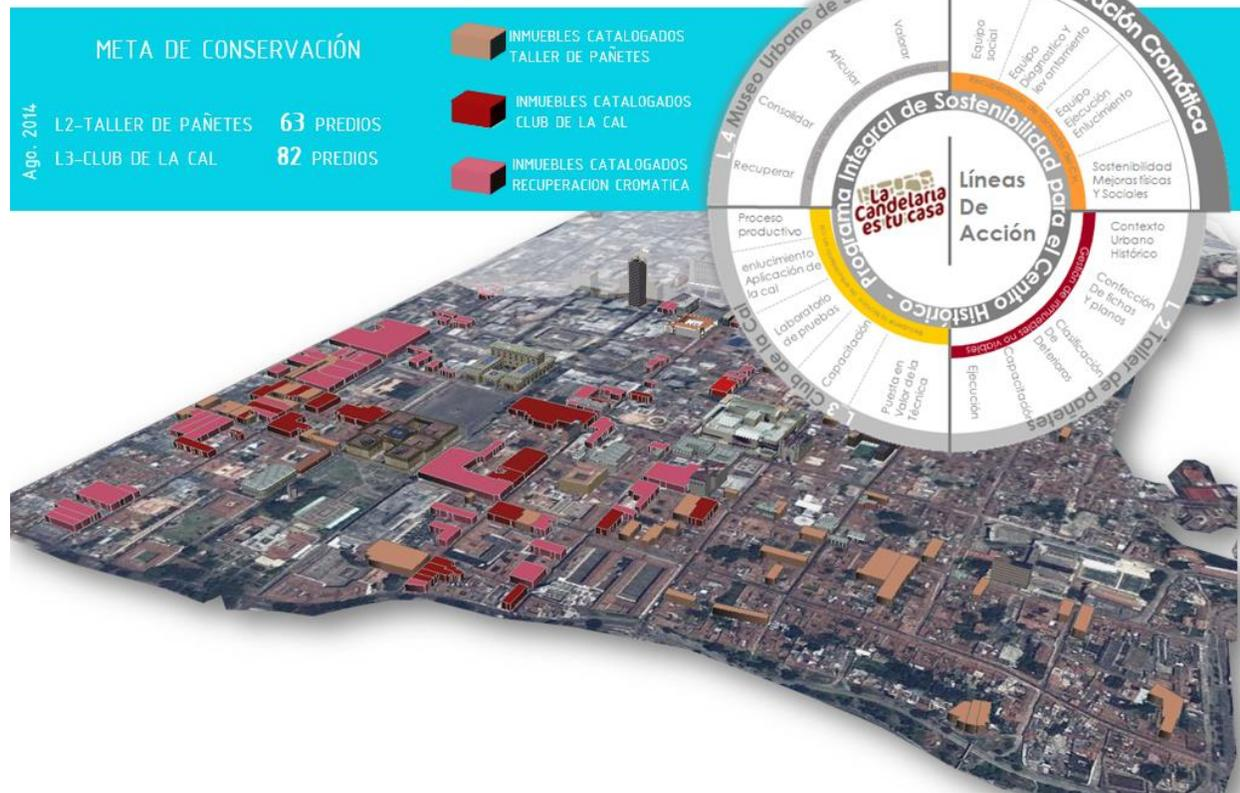 META DE CONSERVACIÓN
Ago. 2014
L2-TALLER DE PAÑETES 63 PREDIOS
L3-CLUB DE LA CAL 82 PREDIOS
INMUEBLES CATALOGADOS
TALLER DE PAÑETES
INMUEBLES CATALOGADOS
CLUB DE LA CAL
INMUEBLES CATALOGADOS
RECUPERACION CROMATICA
Programa Integral de Sostenibilidad para el Centro Histórico -
La
Candelaria
es tu casa
Líneas
De
Acción
L 4 Museo Urbano de
Recuperar
Consolidar
Articular
Valorar
Cromática
Equipo
social
Equipo
Diagnostico Y
levantamiento
Equipo
Ejecución
Enlucimiento
Sostenibilidad
Mejoras físicas
Y Sociales
L 2 Taller de pañetes
Gestión de inmuebles no viables
Contexto
Urbano
Histórico
Confección
De fichas
Y planos
Clasificación
De
Deterioros
Capacitación
Ejecución
L 3 Club de la Cal
Proceso
productivo
enlucimiento
Aplicación de
la cal
Laboratorio
de pruebas
Capacitación
Puesta en
Valor de la
Técnica